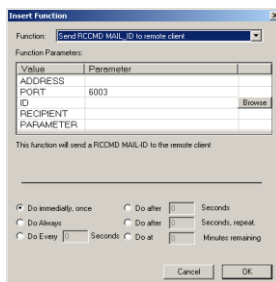 Insert Function
Function: Send RCCMD MAIL_ID to remote client
Function Parameters:
Value Parameter
ADDRESS
PORT 6003
ID Browse
RECIPIENT
PARAMETER
This function will send a RCCMD MAIL-ID to the remote client
Do immediatly, once Do after 0 Seconds
Do Always Do after 0 Seconds, repeat.
Do Every 0 Seconds Do at 0 Minutes remaining
Cancel OK